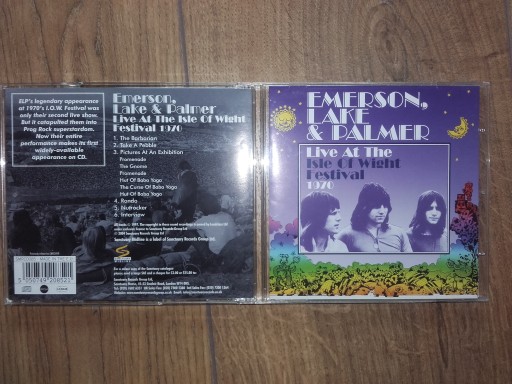 ELP's legendary appearance
at 1970's I.O.W. Festival was
only their second live show.
But it catapulted them into
Prog Rock superstardom.
Now their entire
performance makes its first
widely-available
appearance on CD.
Emerson,
Lake & Palmer
Live At The Isle Of Wight
Festival 1970
1. The Barbarian
2. Take A Pebble
3. Pictures At An Exhibition
Promenade
The Gnome
Promenade
Hut Of Baba Yaga
The Curse Of Baba Yaga
Hut Of Baba Yaga
4. Rondo
5. Nutrocker
6. Interview
Sanctuary Midline is a label of Sanctuary Records Group Ltd.
EMERSON,
LAKE
& PALMER
Live At The
Isle Of Wight
Festival
1970